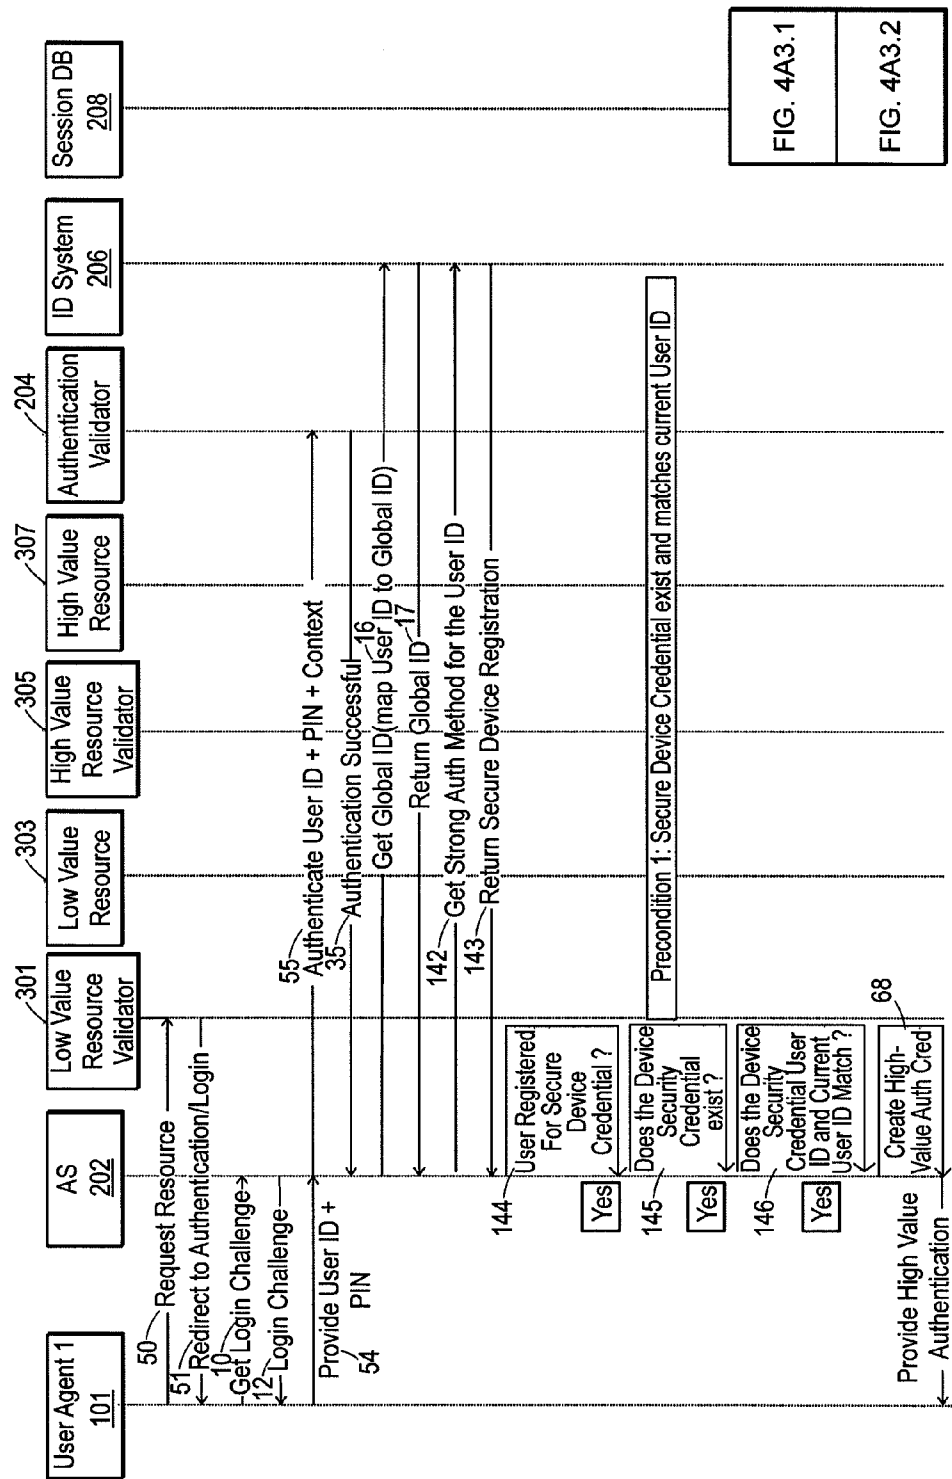 User Agent 1
101
AS
202
301
Low Value
Resource
Validator
303
Low Value
Resource
305
High Value
Resource
Validator
307
High Value
Resource
204
Authentication
Validator
ID System
206
Session DB
208
50
Request Resource
51
Redirect to Authentication/Login
10
Get Login Challenge
12
Login Challenge
Provide User ID +
PIN
54
55
Authenticate User ID + PIN + Context
35
Authentication Successful
16
Get Global ID(map User ID to Global ID)
17
Return Global ID
142
Get Strong Auth Method for the User ID
143
Return Secure Device Registration
144
User Registered
For Secure
Device
Credential ?
Yes
Precondition 1: Secure Device Credential exist and matches current User ID
145
Does the Device
Security
Credential
exist ?
Yes
146
Does the Device
Security
Credential User
ID and Current
User ID Match ?
Yes
68
Create High-
Value Auth Cred
Provide High Value
Authentication
FIG. 4A3.1
FIG. 4A3.2